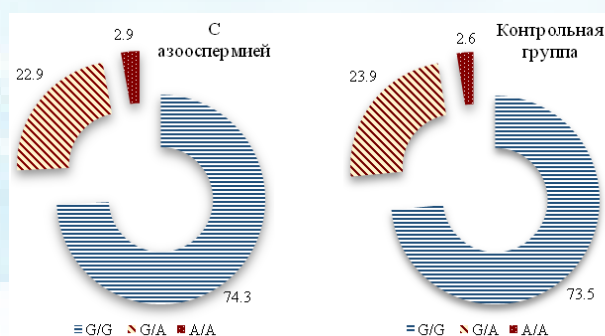 С
азооспермией
2.9
22.9
74.3
G/G G/A A/A
Контрольная
группа
2.6
23.9
73.5
G/G G/A A/A